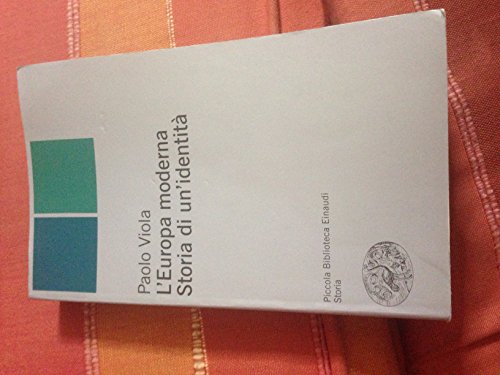 Paolo Viola
L'Europa moderna
Storia di un'identità
Piccola Biblioteca Einaudi
Storia